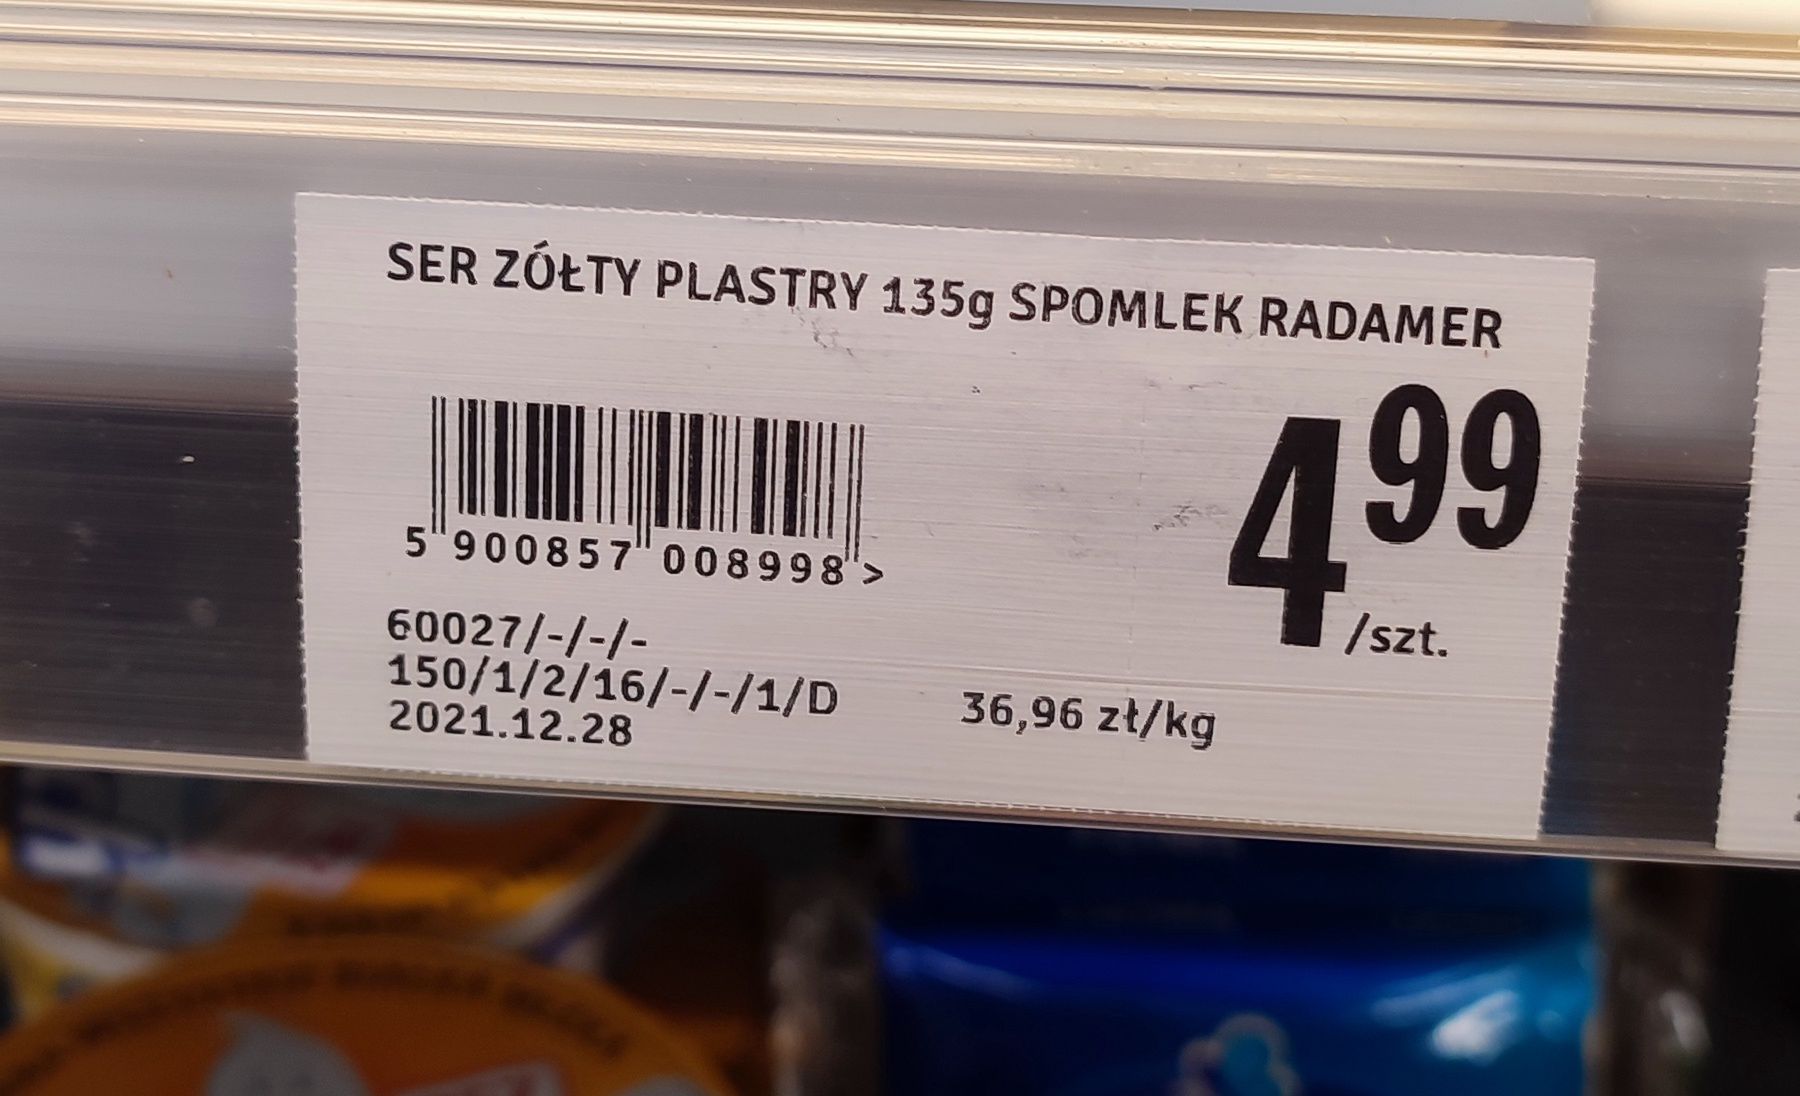 SER ZÓŁTY PLASTRY 135g SPOMLEK RADAMER
4 99
/szt.
5 900857 008998 >
60027/-/-/-
150/1/2/16/-/-/1/D
2021.12.28
36,96 zł/kg